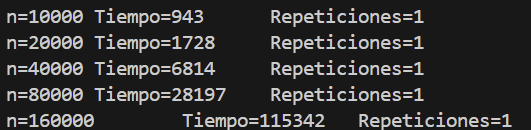 n=10000 Tiempo=943 Repeticiones=1
n=20000 Tiempo=1728 Repeticiones=1
n=40000 Tiempo=6814 Repeticiones=1
n=80000 Tiempo=28197 Repeticiones=1
n=160000 Tiempo=115342 Repeticiones=1